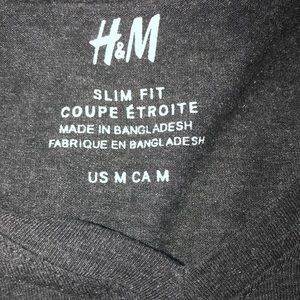 H&M
SLIM FIT
COUPE ÉTROITE
MADE IN BANGLADESH
FABRIQUE EN BANGLADESH
US M CA M